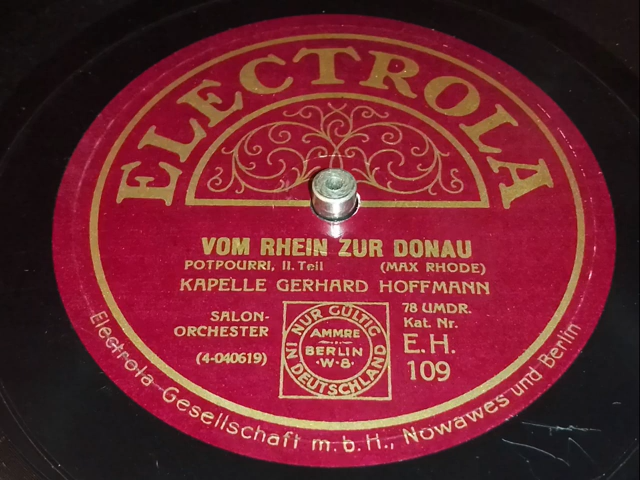 ELECTROLA
VOM RHEIN ZUR DONAU
POTPOURRI, II. Teil (MAX RHODE)
KAPELLE GERHARD HOFFMANN
SALON-
ORCHESTER
(4-040619)
NUR GÜLTIG
AMMRE
BERLIN
·W·8·
IN DEUTSCHLAND
78 UMDR.
Kat. Nr.
E.H.
109
Electrola Gesellschaft m.b.H., Nowawes und Berlin